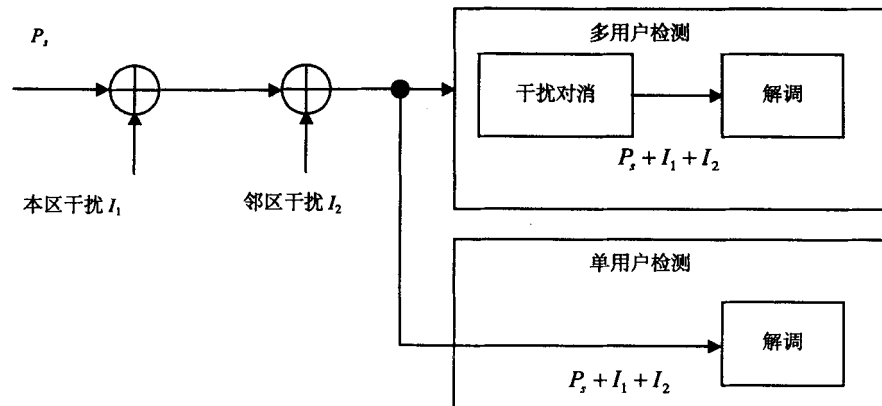 P_s
多用户检测
干扰对消
解调
P_s + I_1 + I_2
本区干扰 I_1
邻区干扰 I_2
单用户检测
解调
P_s + I_1 + I_2